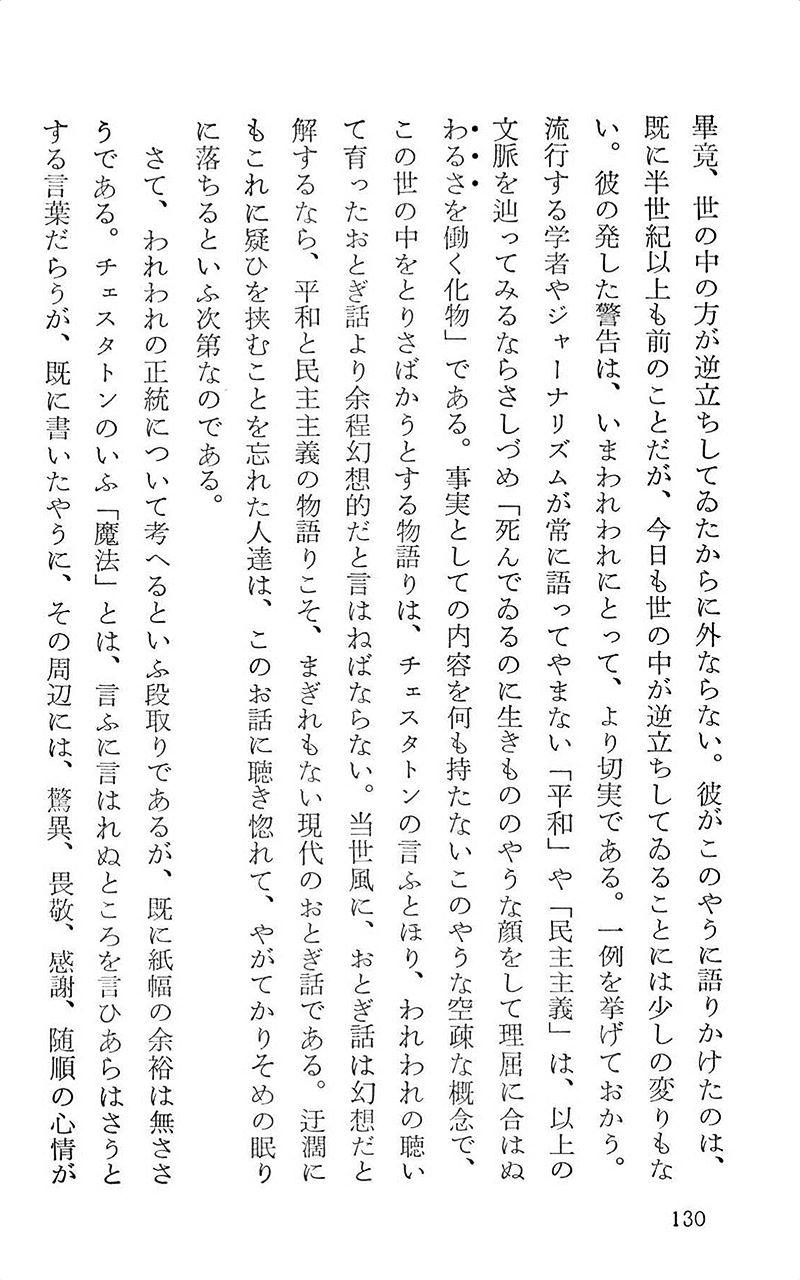 畢竟、世の中の方が逆立ちしてゐたからに外ならない。彼がこのやうに語りかけたのは、
既に半世紀以上も前のことだが、今日も世の中が逆立ちしてゐることには少しの変りもな
い。彼の発した警告は、いまわれわれにとって、より切実である。一例を挙げておかう。
流行する学者やジャーナリズムが常に語ってやまない「平和」や「民主主義」は、以上の
文脈を辿ってみるならさしづめ「死んでゐるのに生きもののやうな顔をして理屈に合はぬ
わるさを働く化物」である。事実としての内容を何も持たないこのやうな空疎な概念で、
この世の中をとりさばかうとする物語りは、チェスタトンの言ふとほり、われわれの聴い
て育ったおとぎ話より余程幻想的だと言はねばならない。当世風に、おとぎ話は幻想だと
解するなら、平和と民主主義の物語りこそ、まぎれもない現代のおとぎ話である。迂濶に
もこれに疑ひを挟むことを忘れた人達は、このお話に聴き惚れて、やがてかりそめの眠り
に落ちるといふ次第なのである。
さて、われわれの正統について考へるといふ段取りであるが、既に紙幅の余裕は無ささ
うである。チェスタトンのいふ「魔法」とは、言ふに言はれぬところを言ひあらはさうと
する言葉だらうが、既に書いたやうに、その周辺には、驚異、畏敬、感謝、随順の心情が
130